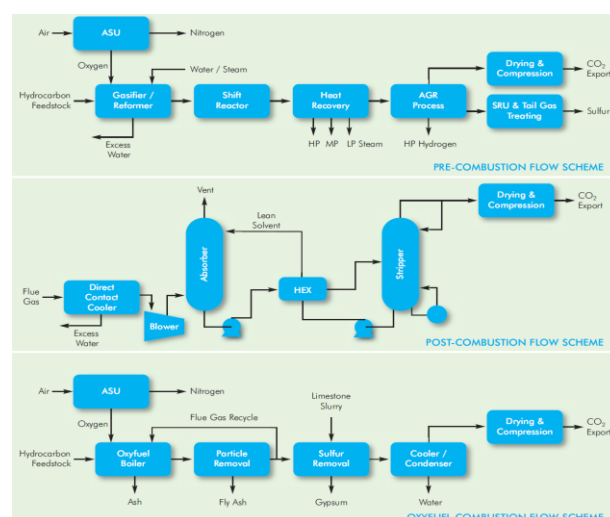 Air
ASU
Nitrogen
Oxygen
Water / Steam
Hydrocarbon
Feedstock
Gasifier /
Reformer
Shift
Reactor
Heat
Recovery
AGR
Process
Drying &
Compression
CO2
Export
SRU & Tail Gas
Treating
Sulfur
Excess
Water
HP MP LP Steam
HP Hydrogen
PRE-COMBUSTION FLOW SCHEME
Vent
Lean
Solvent
Absorber
Stripper
Drying &
Compression
CO2
Export
Flue
Gas
Direct
Contact
Cooler
Blower
HEX
Excess
Water
POST-COMBUSTION FLOW SCHEME
Air
ASU
Nitrogen
Oxygen
Flue Gas Recycle
Limestone
Slurry
Drying &
Compression
CO2
Export
Hydrocarbon
Feedstock
Oxyfuel
Boiler
Particle
Removal
Sulfur
Removal
Cooler /
Condenser
Ash
Fly Ash
Gypsum
Water
OXYFUEL-COMBUSTION FLOW SCHEME